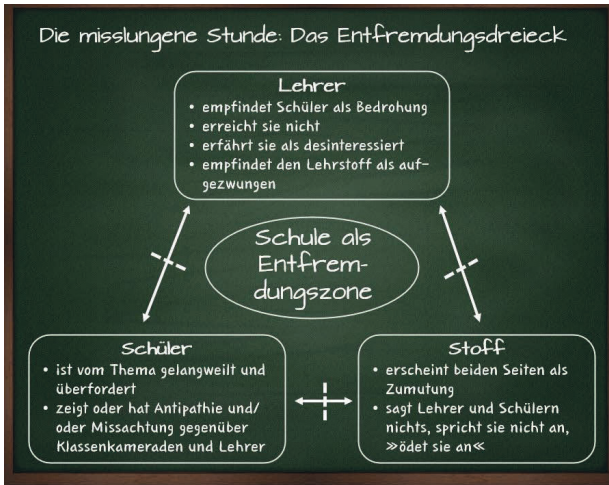 Die misslungene Stunde: Das Entfremdungsdreieck
Lehrer
• empfindet Schüler als Bedrohung
• erreicht sie nicht
• erfährt sie als desinteressiert
• empfindet den Lehrstoff als auf-
gezwungen
Schule als
Entfrem-
dungszone
Schüler
• ist vom Thema gelangweilt und
überfordert
• zeigt oder hat Antipathie und/
oder Missachtung gegenüber
Klassenkameraden und Lehrer
Stoff
• erscheint beiden Seiten als
Zumutung
• sagt Lehrer und Schülern
nichts, spricht sie nicht an,
»ödet sie an«